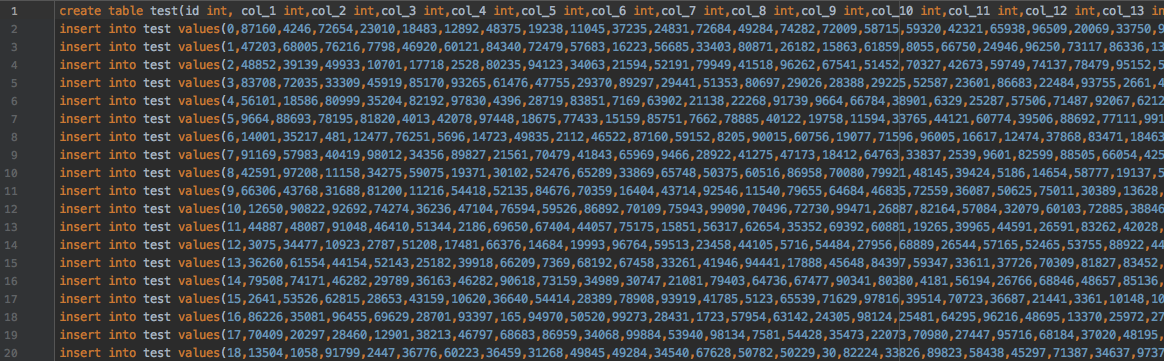 1 create table test(id int, col_1 int,col_2 int,col_3 int,col_4 int,col_5 int,col_6 int,col_7 int,col_8 int,col_9 int,col_10 int,col_11 int,col_12 int,col_13 in
2 insert into test values(0,87160,4246,72654,23010,18483,12892,48375,19238,11045,37235,24831,72684,49284,74282,72009,58715,59320,42321,65938,96509,20069,33750,9
3 insert into test values(1,47203,68005,76216,7798,46920,60121,84340,72479,57683,16223,56685,33403,80871,26182,15863,61859,8055,66750,24946,96250,73117,86336,13
4 insert into test values(2,48852,39139,49933,10701,17718,2528,80235,94123,34063,21594,52191,79949,41518,96262,67541,51452,70327,42673,59749,74137,78479,95152,5
5 insert into test values(3,83708,72035,33309,45919,85170,93265,61476,47755,29370,89297,29441,51353,80697,29026,28388,29225,52587,23601,86683,22484,93755,2661,4
6 insert into test values(4,56101,18586,80999,35204,82192,97830,4396,28719,83851,7169,63902,21138,22268,91739,9664,66784,38901,6329,25287,57506,71487,92067,6212
7 insert into test values(5,9664,88693,78195,81820,4013,42078,97448,18675,77433,15159,85751,7662,78885,40122,19758,11594,33765,44121,60774,39506,88692,77111,991
8 insert into test values(6,14001,35217,481,12477,76251,5696,14723,49835,2112,46522,87160,59152,8205,90015,60756,19077,71596,96005,16617,12474,37868,83471,18463
9 insert into test values(7,91169,57983,40419,98012,34356,89827,21561,70479,41843,65969,9466,28922,41275,47173,18412,64763,33837,2539,9601,82599,88505,66054,425
10 insert into test values(8,42591,97208,11158,34275,59075,19371,30102,52476,65289,33869,65748,50375,60516,86958,70080,79921,48145,39424,5186,14654,58777,19137,5
11 insert into test values(9,66306,43768,31688,81200,11216,54418,52135,84676,70359,16404,43714,92546,11540,79655,64684,46835,72559,36087,50625,75011,30389,13628,
12 insert into test values(10,12650,90822,92692,74274,36236,47104,76594,59526,86892,70109,75943,99090,70496,72730,99471,26887,82164,57084,32079,60103,72885,38846
13 insert into test values(11,44887,48087,91048,46410,51344,2186,69650,67404,44057,75175,15851,56317,62654,35352,69392,60881,19265,39965,44591,26591,83262,42028,
14 insert into test values(12,3075,34477,10923,2787,51208,17481,66376,14684,19993,96764,59513,23458,44105,5716,54484,27956,68889,26544,57165,52465,53755,88922,44
15 insert into test values(13,36260,61554,44154,52143,25182,39918,66209,7369,68192,67458,33261,41946,94441,17888,45648,84397,59347,33611,37726,70309,81827,83452,
16 insert into test values(14,79508,74171,46282,29789,36163,46282,90618,73159,34989,30747,21081,79403,64736,67477,90341,80380,4181,56194,26766,68846,48657,85136,
17 insert into test values(15,2641,53526,62815,28653,43159,10620,36640,54414,28389,78908,93919,41785,5123,65539,71629,97816,39514,70723,36687,21441,3361,10148,10
18 insert into test values(16,86226,35081,96455,69629,28701,93397,165,94970,50520,99273,28431,1723,57954,63142,24305,98124,25481,64295,96216,48695,13370,25972,27
19 insert into test values(17,70409,20297,28460,12901,38213,46797,68683,86959,34068,99884,53940,98134,7581,54428,35473,22073,70980,27447,95716,68184,37020,48195,
20 insert into test values(18,13504,1058,91799,2447,36776,60223,36459,31268,49845,49284,34540,67628,50782,50229,30,82224,33826,89823,58438,45297,71387,34637,9775